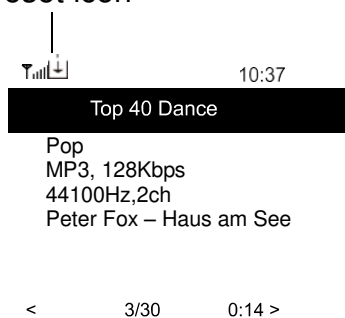 10:37
Top 40 Dance
Pop
MP3, 128Kbps
44100Hz,2ch
Peter Fox – Haus am See
< 3/30 0:14 >